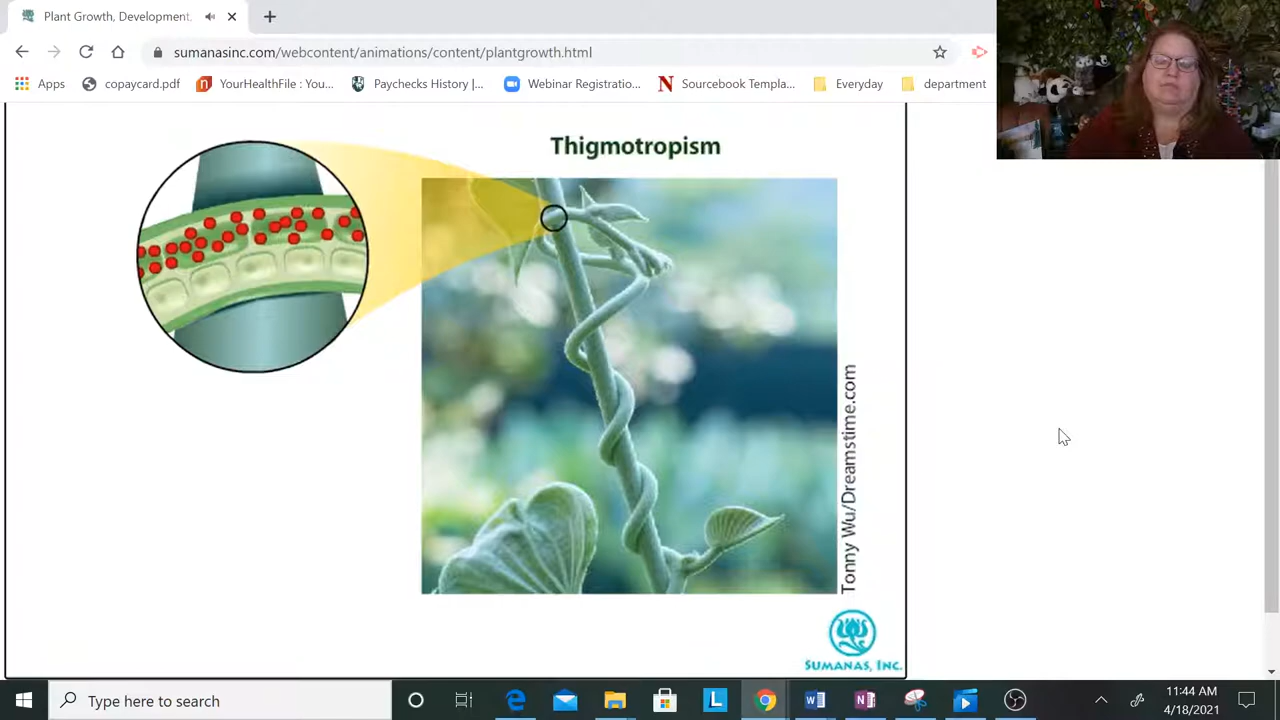 Plant Growth, Development,
sumanasinc.com/webcontent/animations/content/plantgrowth.html
Apps
copaycard.pdf
YourHealthFile : You...
Paychecks History |...
Webinar Registratio...
Sourcebook Templa...
Everyday
department
Thigmotropism
Tonny Wu/Dreamstime.com
SUMANAS, INC.
Type here to search
11:44 AM
4/18/2021